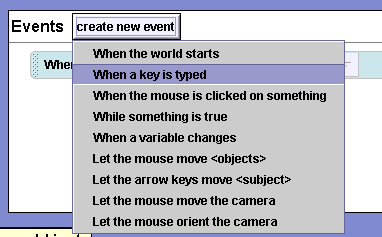 Events create new event
Whe
When the world starts
When a key is typed
When the mouse is clicked on something
While something is true
When a variable changes
Let the mouse move <objects>
Let the arrow keys move <subject>
Let the mouse move the camera
Let the mouse orient the camera